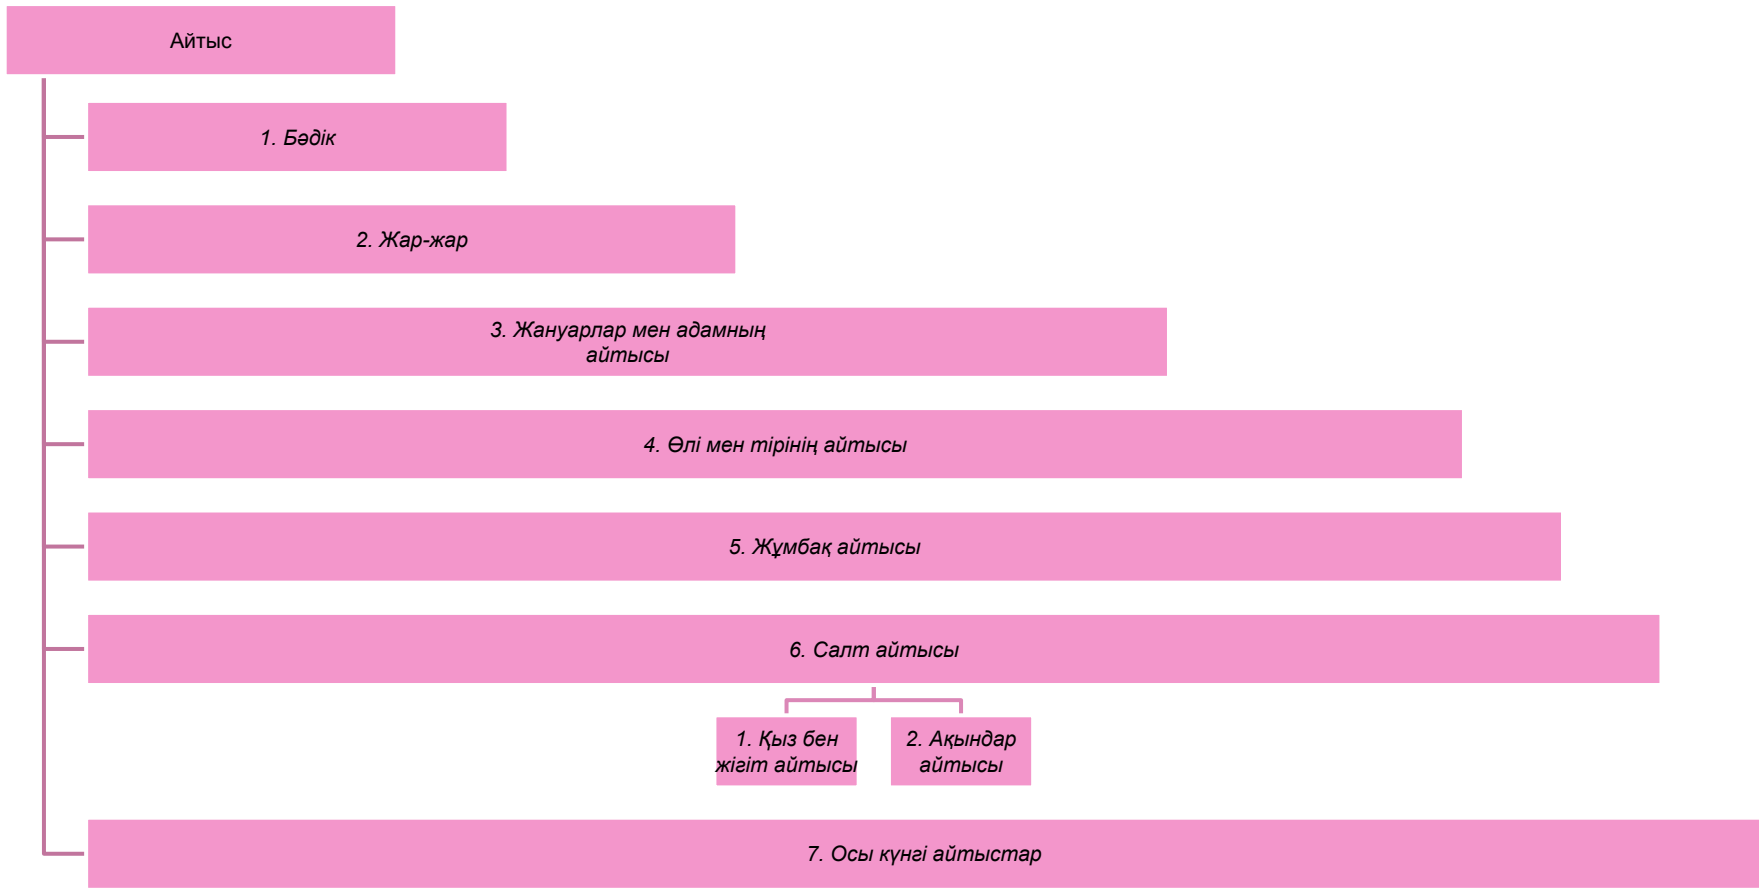 Айтыс
1. Бәдік
2. Жар-жар
3. Жануарлар мен адамның
айтысы
4. Өлі мен тірінің айтысы
5. Жұмбақ айтысы
6. Салт айтысы
1. Қыз бен
жігіт айтысы
2. Ақындар
айтысы
7. Осы күнгі айтыстар